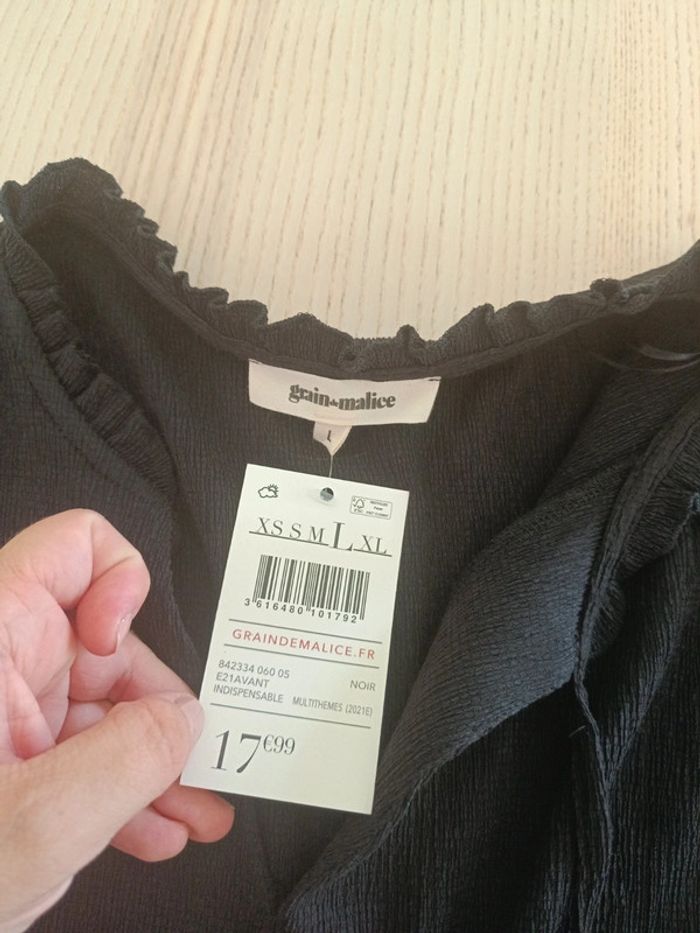 grain de malice
L
XS S M L XL
3 616480 101792
GRAINDEMALICE.FR
842334 060 05
E21AVANT NOIR
INDISPENSABLE MULTITHEMES (2021E)
17€99